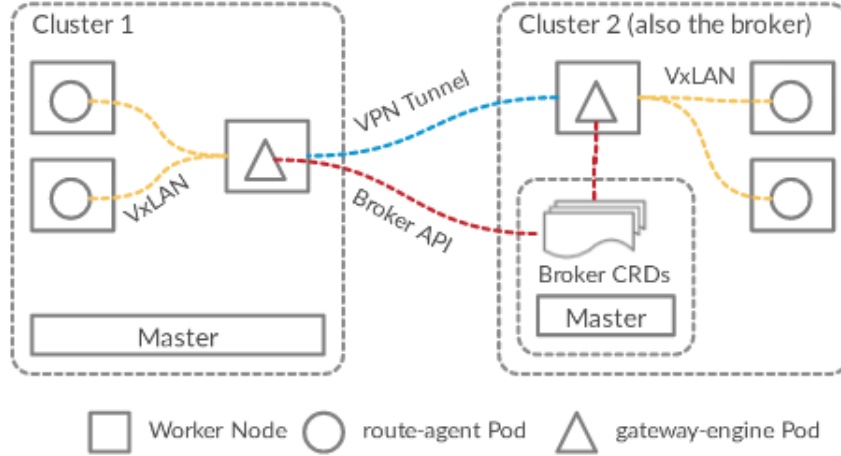 Cluster 1
Cluster 2 (also the broker)
VPN Tunnel
VxLAN
VxLAN
Broker API
Broker CRDs
Master
Master
Worker Node
route-agent Pod
gateway-engine Pod